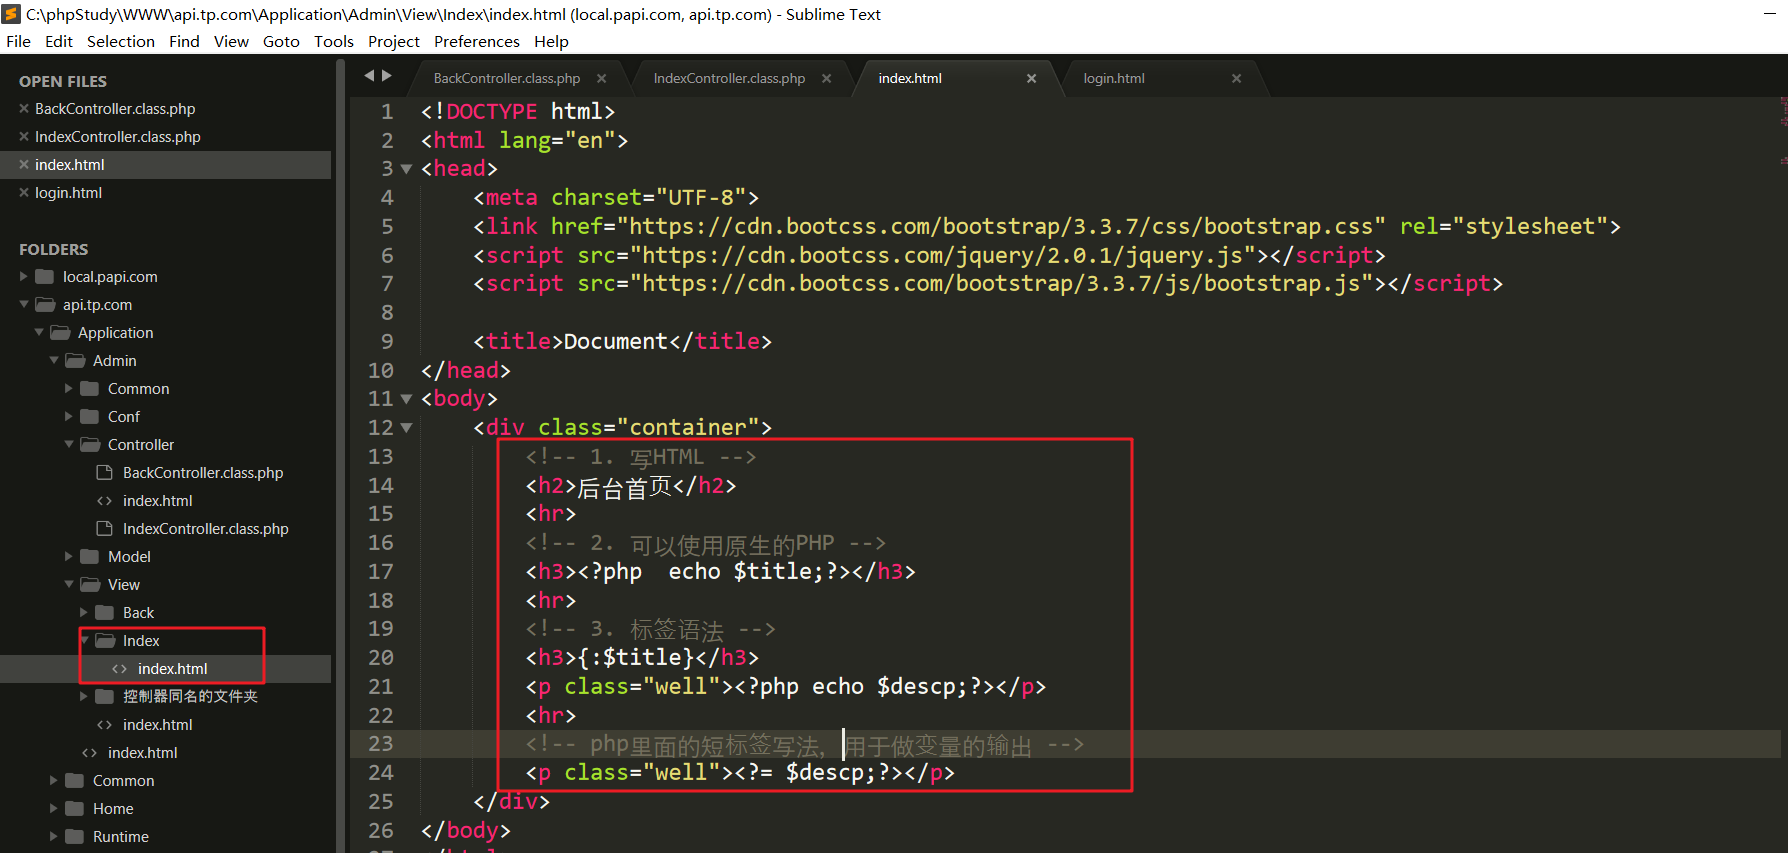 C:\phpStudy\WWW\api.tp.com\Application\Admin\View\Index\index.html (local.papi.com, api.tp.com) - Sublime Text
File Edit Selection Find View Goto Tools Project Preferences Help
OPEN FILES
BackController.class.php
IndexController.class.php
index.html
login.html
FOLDERS
local.papi.com
api.tp.com
Application
Admin
Common
Conf
Controller
BackController.class.php
index.html
IndexController.class.php
Model
View
Back
Index
index.html
控制器同名的文件夹
index.html
index.html
Common
Home
Runtime
BackController.class.php IndexController.class.php index.html login.html
1 <!DOCTYPE html>
2 <html lang="en">
3 <head>
4 <meta charset="UTF-8">
5 <link href="https://cdn.bootcss.com/bootstrap/3.3.7/css/bootstrap.css" rel="stylesheet">
6 <script src="https://cdn.bootcss.com/jquery/2.0.1/jquery.js"></script>
7 <script src="https://cdn.bootcss.com/bootstrap/3.3.7/js/bootstrap.js"></script>
8
9 <title>Document</title>
10 </head>
11 <body>
12 <div class="container">
13 <!-- 1. 写HTML -->
14 <h2>后台首页</h2>
15 <hr>
16 <!-- 2. 可以使用原生的PHP -->
17 <h3><?php  echo $title;?></h3>
18 <hr>
19 <!-- 3. 标签语法 -->
20 <h3>{:$title}</h3>
21 <p class="well"><?php echo $descp;?></p>
22 <hr>
23 <!-- php里面的短标签写法，用于做变量的输出 -->
24 <p class="well"><?= $descp;?></p>
25 </div>
26 </body>